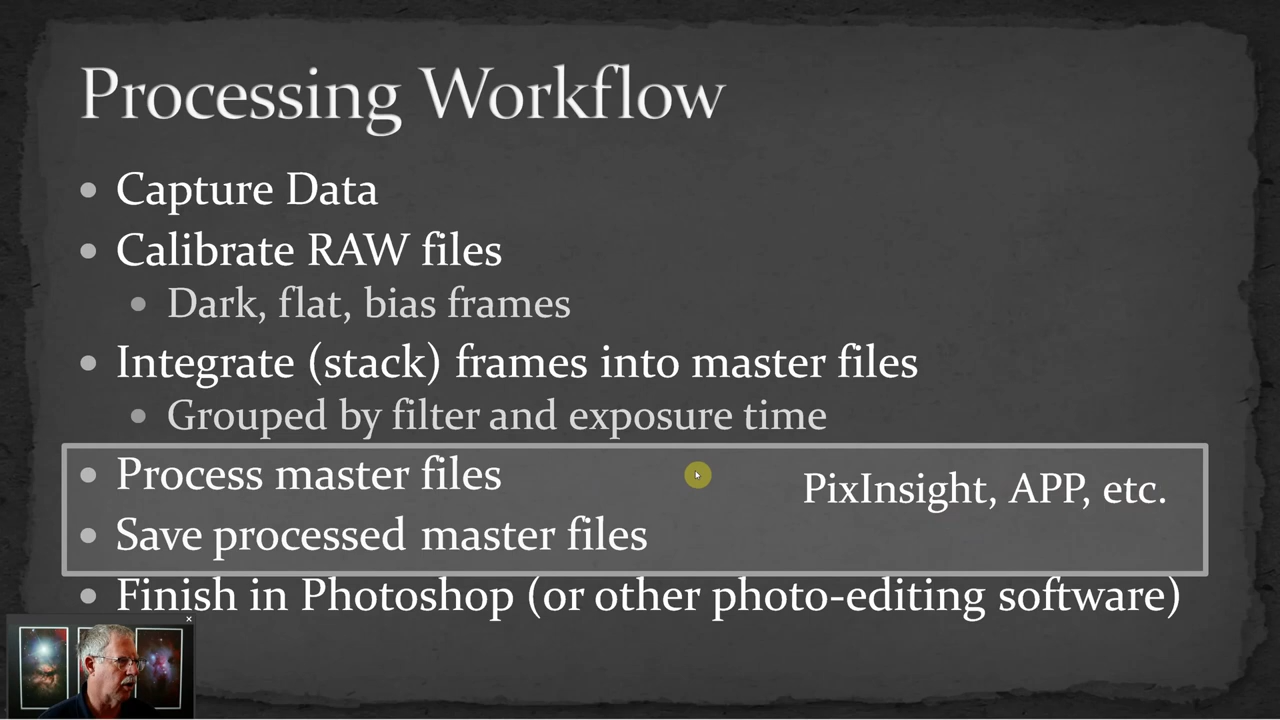 Processing Workflow
• Capture Data
• Calibrate RAW files
• Dark, flat, bias frames
• Integrate (stack) frames into master files
• Grouped by filter and exposure time
• Process master files
PixInsight, APP, etc.
• Save processed master files
• Finish in Photoshop (or other photo-editing software)